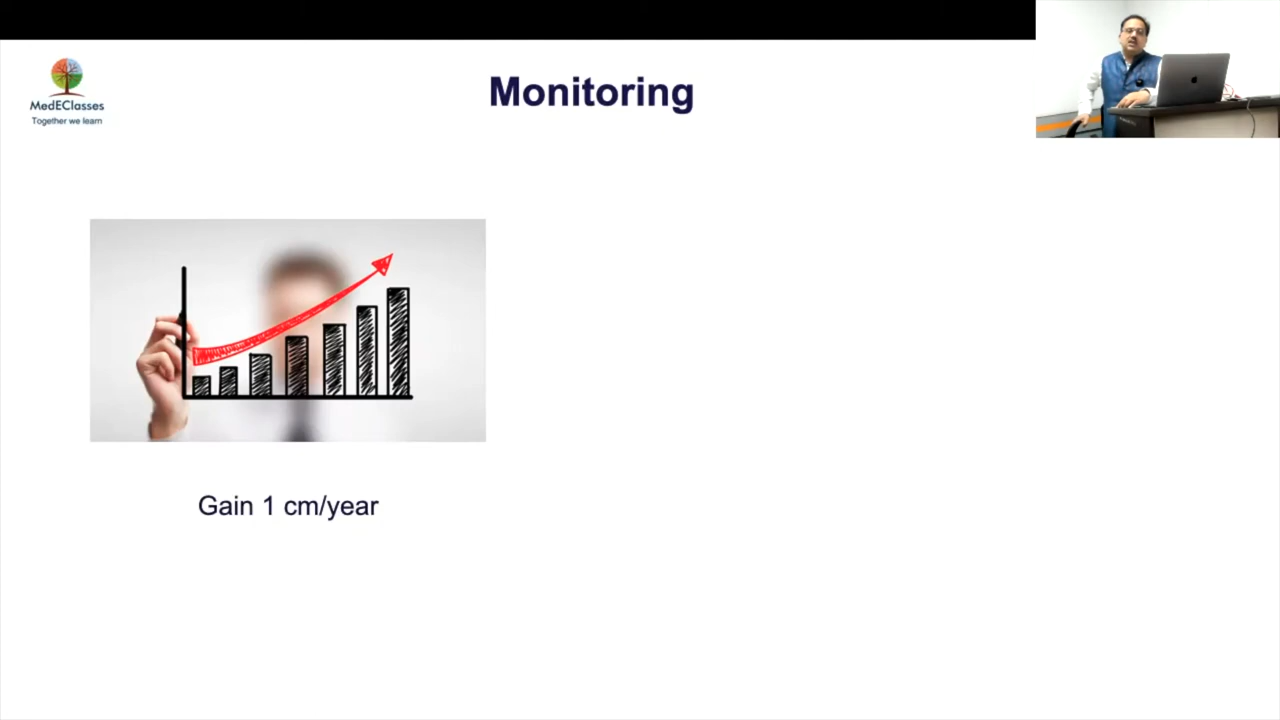 Monitoring
MedEClasses
Together we learn
Gain 1 cm/year